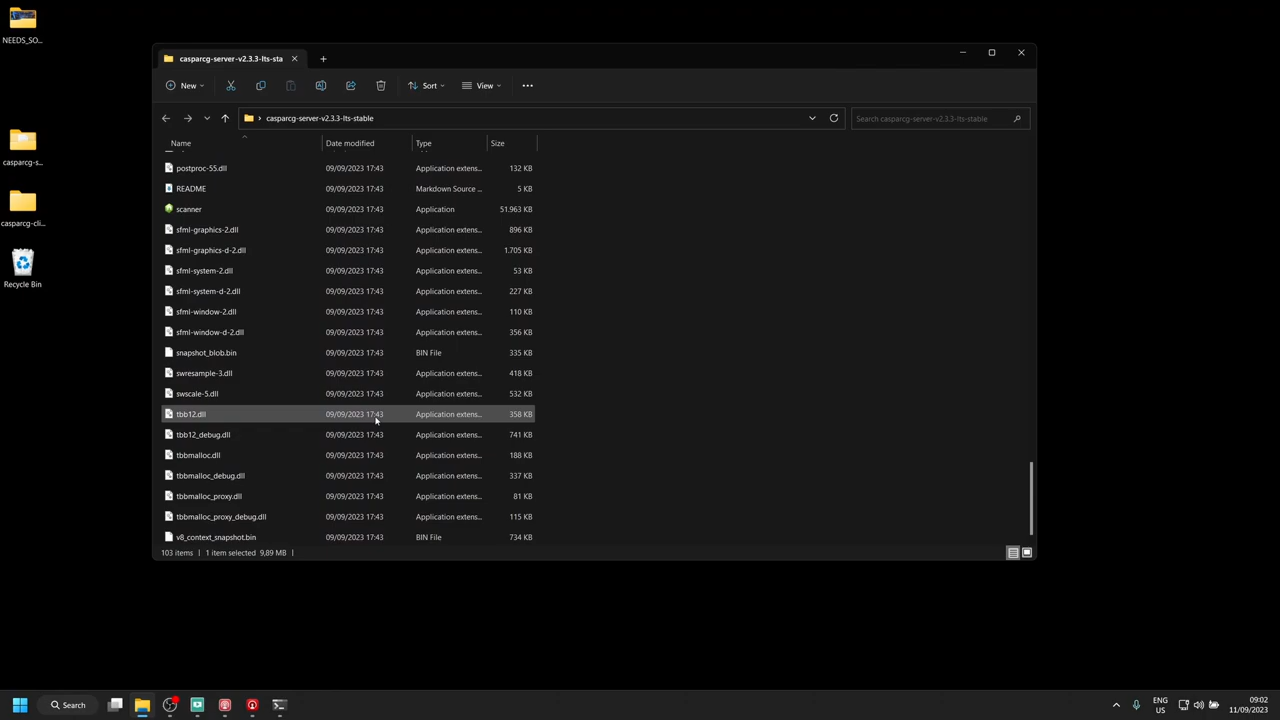 NEEDS_SO...
casparcg-s...
casparcg-cli...
Recycle Bin
casparcg-server-v2.3.3-lts-sta
New
Sort
View
casparcg-server-v2.3.3-lts-stable
Search casparcg-server-v2.3.3-lts-stable
Name Date modified Type Size
postproc-55.dll 09/09/2023 17:43 Application extens... 132 KB
README 09/09/2023 17:43 Markdown Source ... 5 KB
scanner 09/09/2023 17:43 Application 51.963 KB
sfml-graphics-2.dll 09/09/2023 17:43 Application extens... 896 KB
sfml-graphics-d-2.dll 09/09/2023 17:43 Application extens... 1.705 KB
sfml-system-2.dll 09/09/2023 17:43 Application extens... 53 KB
sfml-system-d-2.dll 09/09/2023 17:43 Application extens... 227 KB
sfml-window-2.dll 09/09/2023 17:43 Application extens... 110 KB
sfml-window-d-2.dll 09/09/2023 17:43 Application extens... 356 KB
snapshot_blob.bin 09/09/2023 17:43 BIN File 335 KB
swresample-3.dll 09/09/2023 17:43 Application extens... 418 KB
swscale-5.dll 09/09/2023 17:43 Application extens... 532 KB
tbb12.dll 09/09/2023 17:43 Application extens... 358 KB
tbb12_debug.dll 09/09/2023 17:43 Application extens... 741 KB
tbbmalloc.dll 09/09/2023 17:43 Application extens... 188 KB
tbbmalloc_debug.dll 09/09/2023 17:43 Application extens... 337 KB
tbbmalloc_proxy.dll 09/09/2023 17:43 Application extens... 81 KB
tbbmalloc_proxy_debug.dll 09/09/2023 17:43 Application extens... 115 KB
v8_context_snapshot.bin 09/09/2023 17:43 BIN File 734 KB
103 items 1 item selected 9,89 MB
Search
ENG
US
09:02
11/09/2023